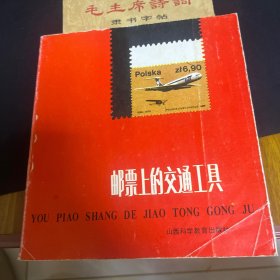 毛主席诗词
隶书字帖
Polska
zł 6,90
邮票上的交通工具
YOU PIAO SHANG DE JIAO TONG GONG JU
山西科学教育出版社